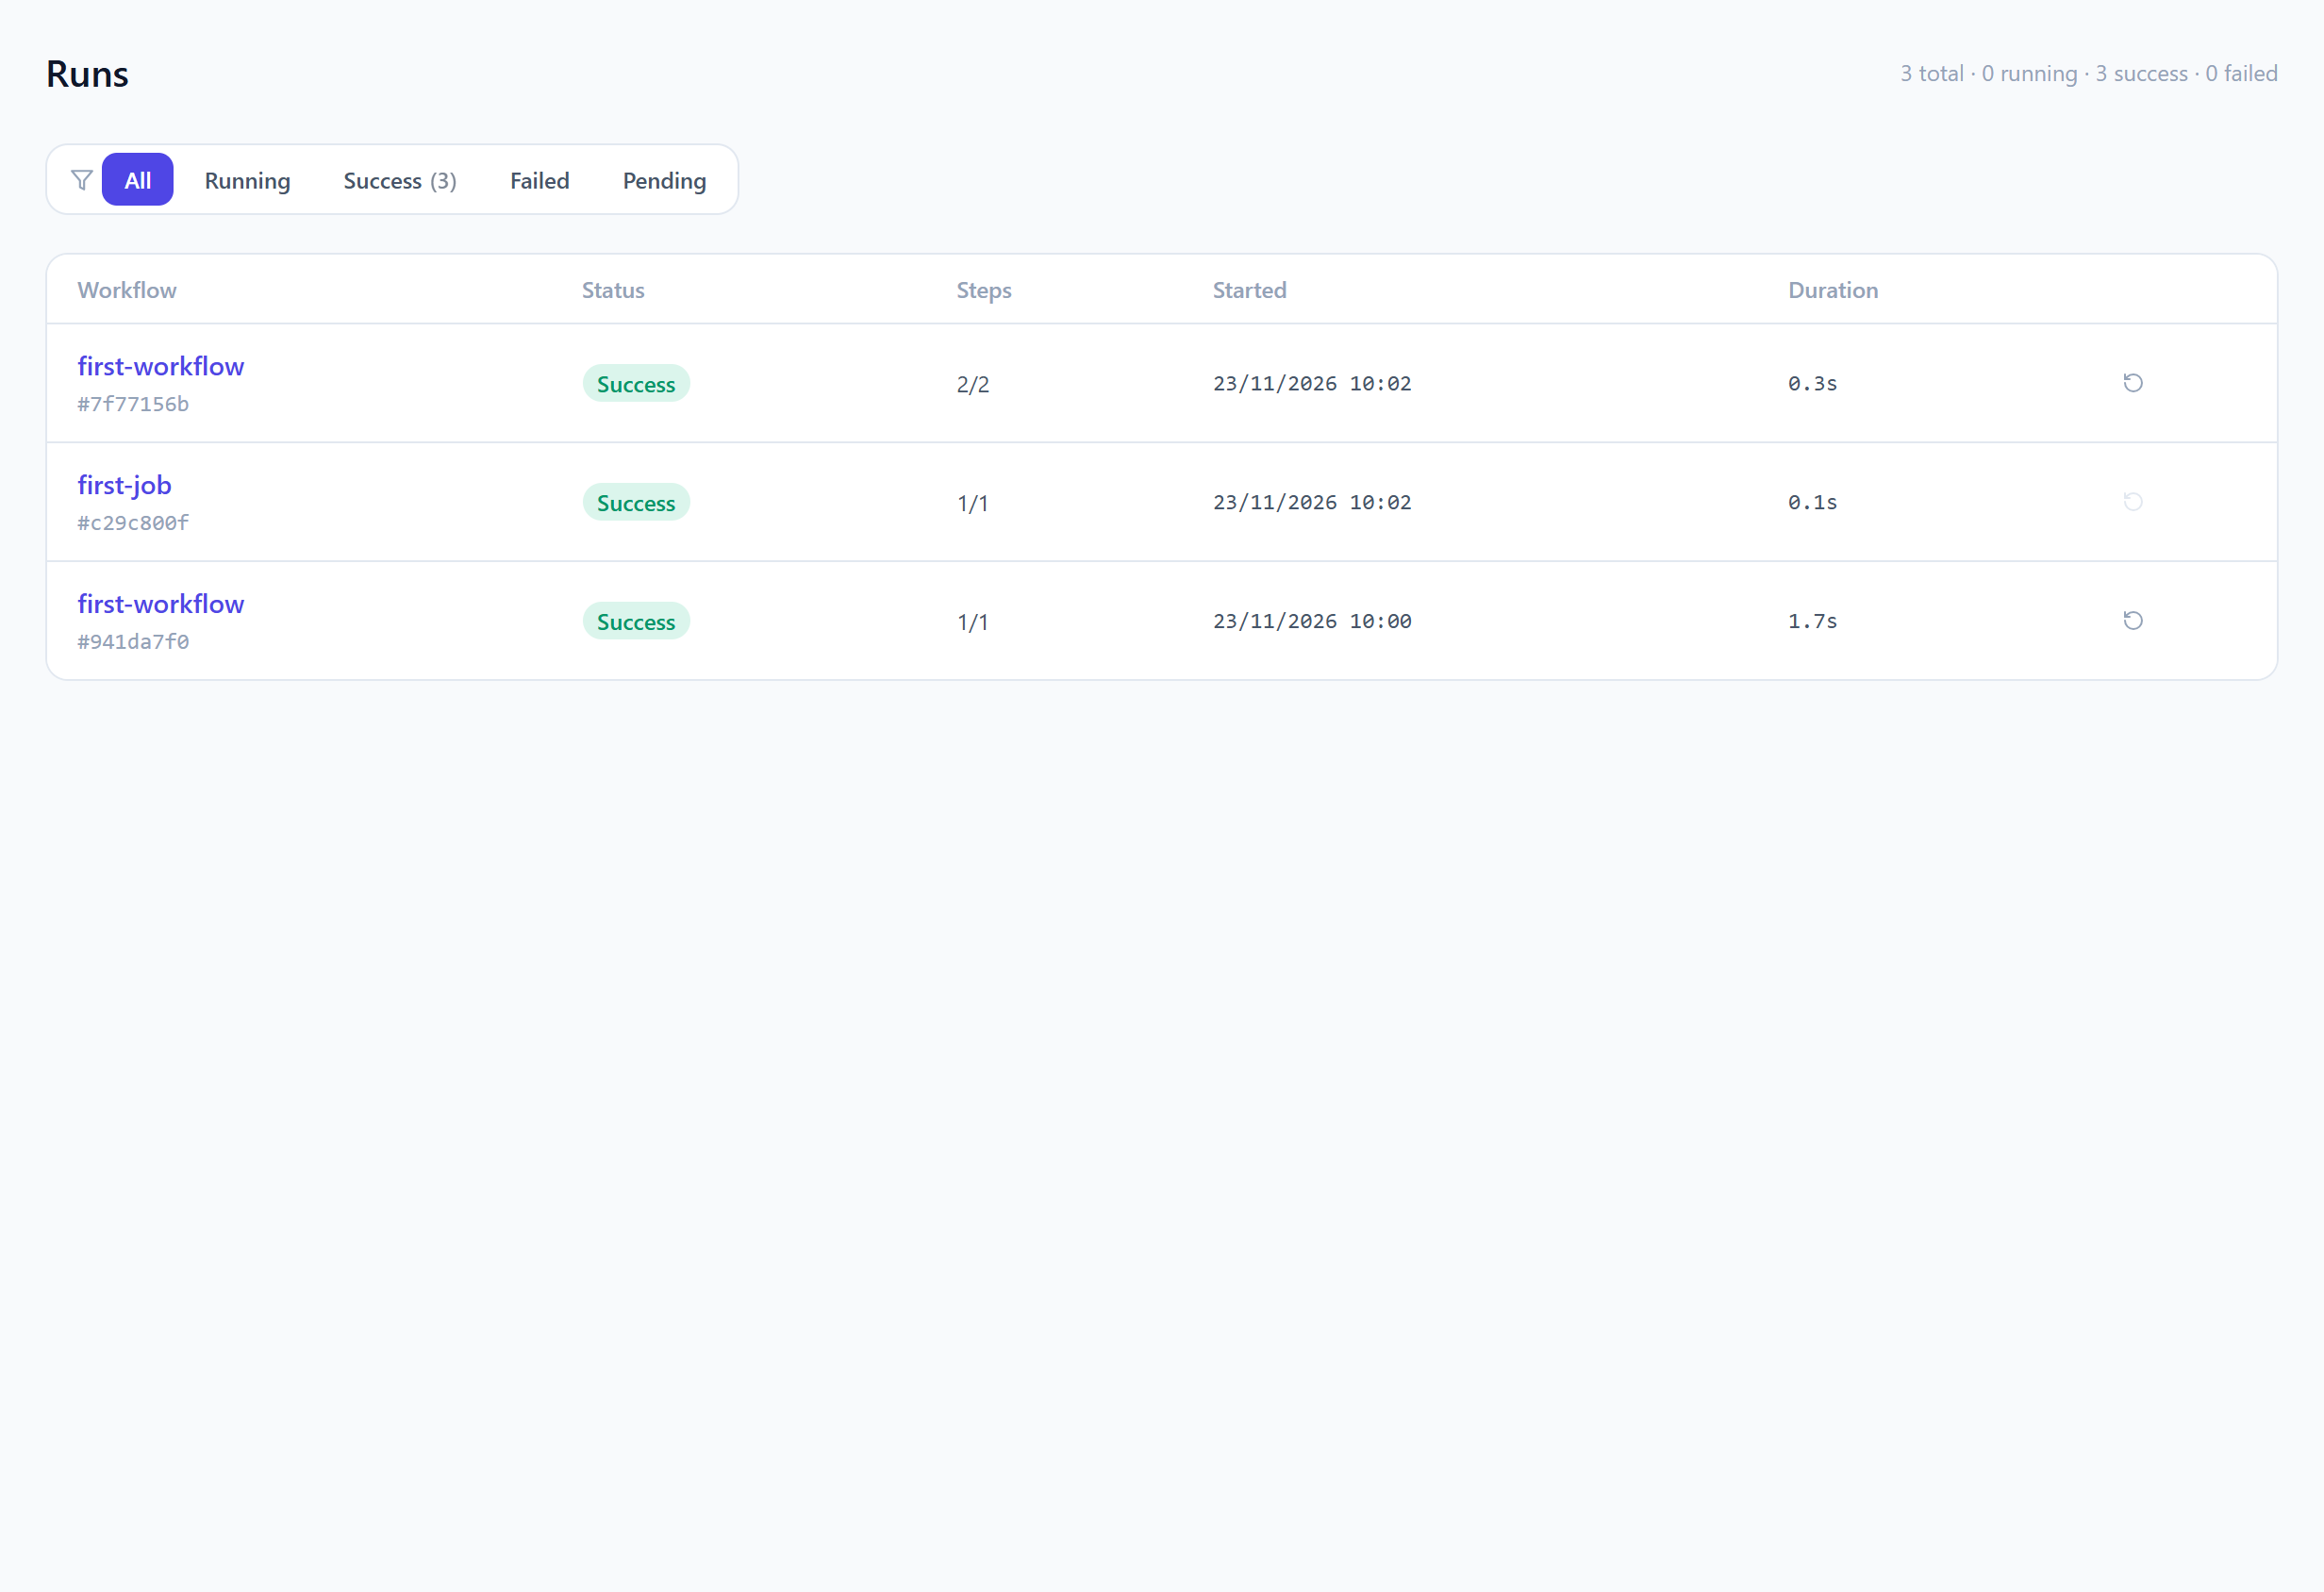 Runs
3 total · 0 running · 3 success · 0 failed
All Running Success (3) Failed Pending
Workflow Status Steps Started Duration
first-workflow
#7f77156b
Success 2/2 23/11/2026 10:02 0.3s
first-job
#c29c800f
Success 1/1 23/11/2026 10:02 0.1s
first-workflow
#941da7f0
Success 1/1 23/11/2026 10:00 1.7s